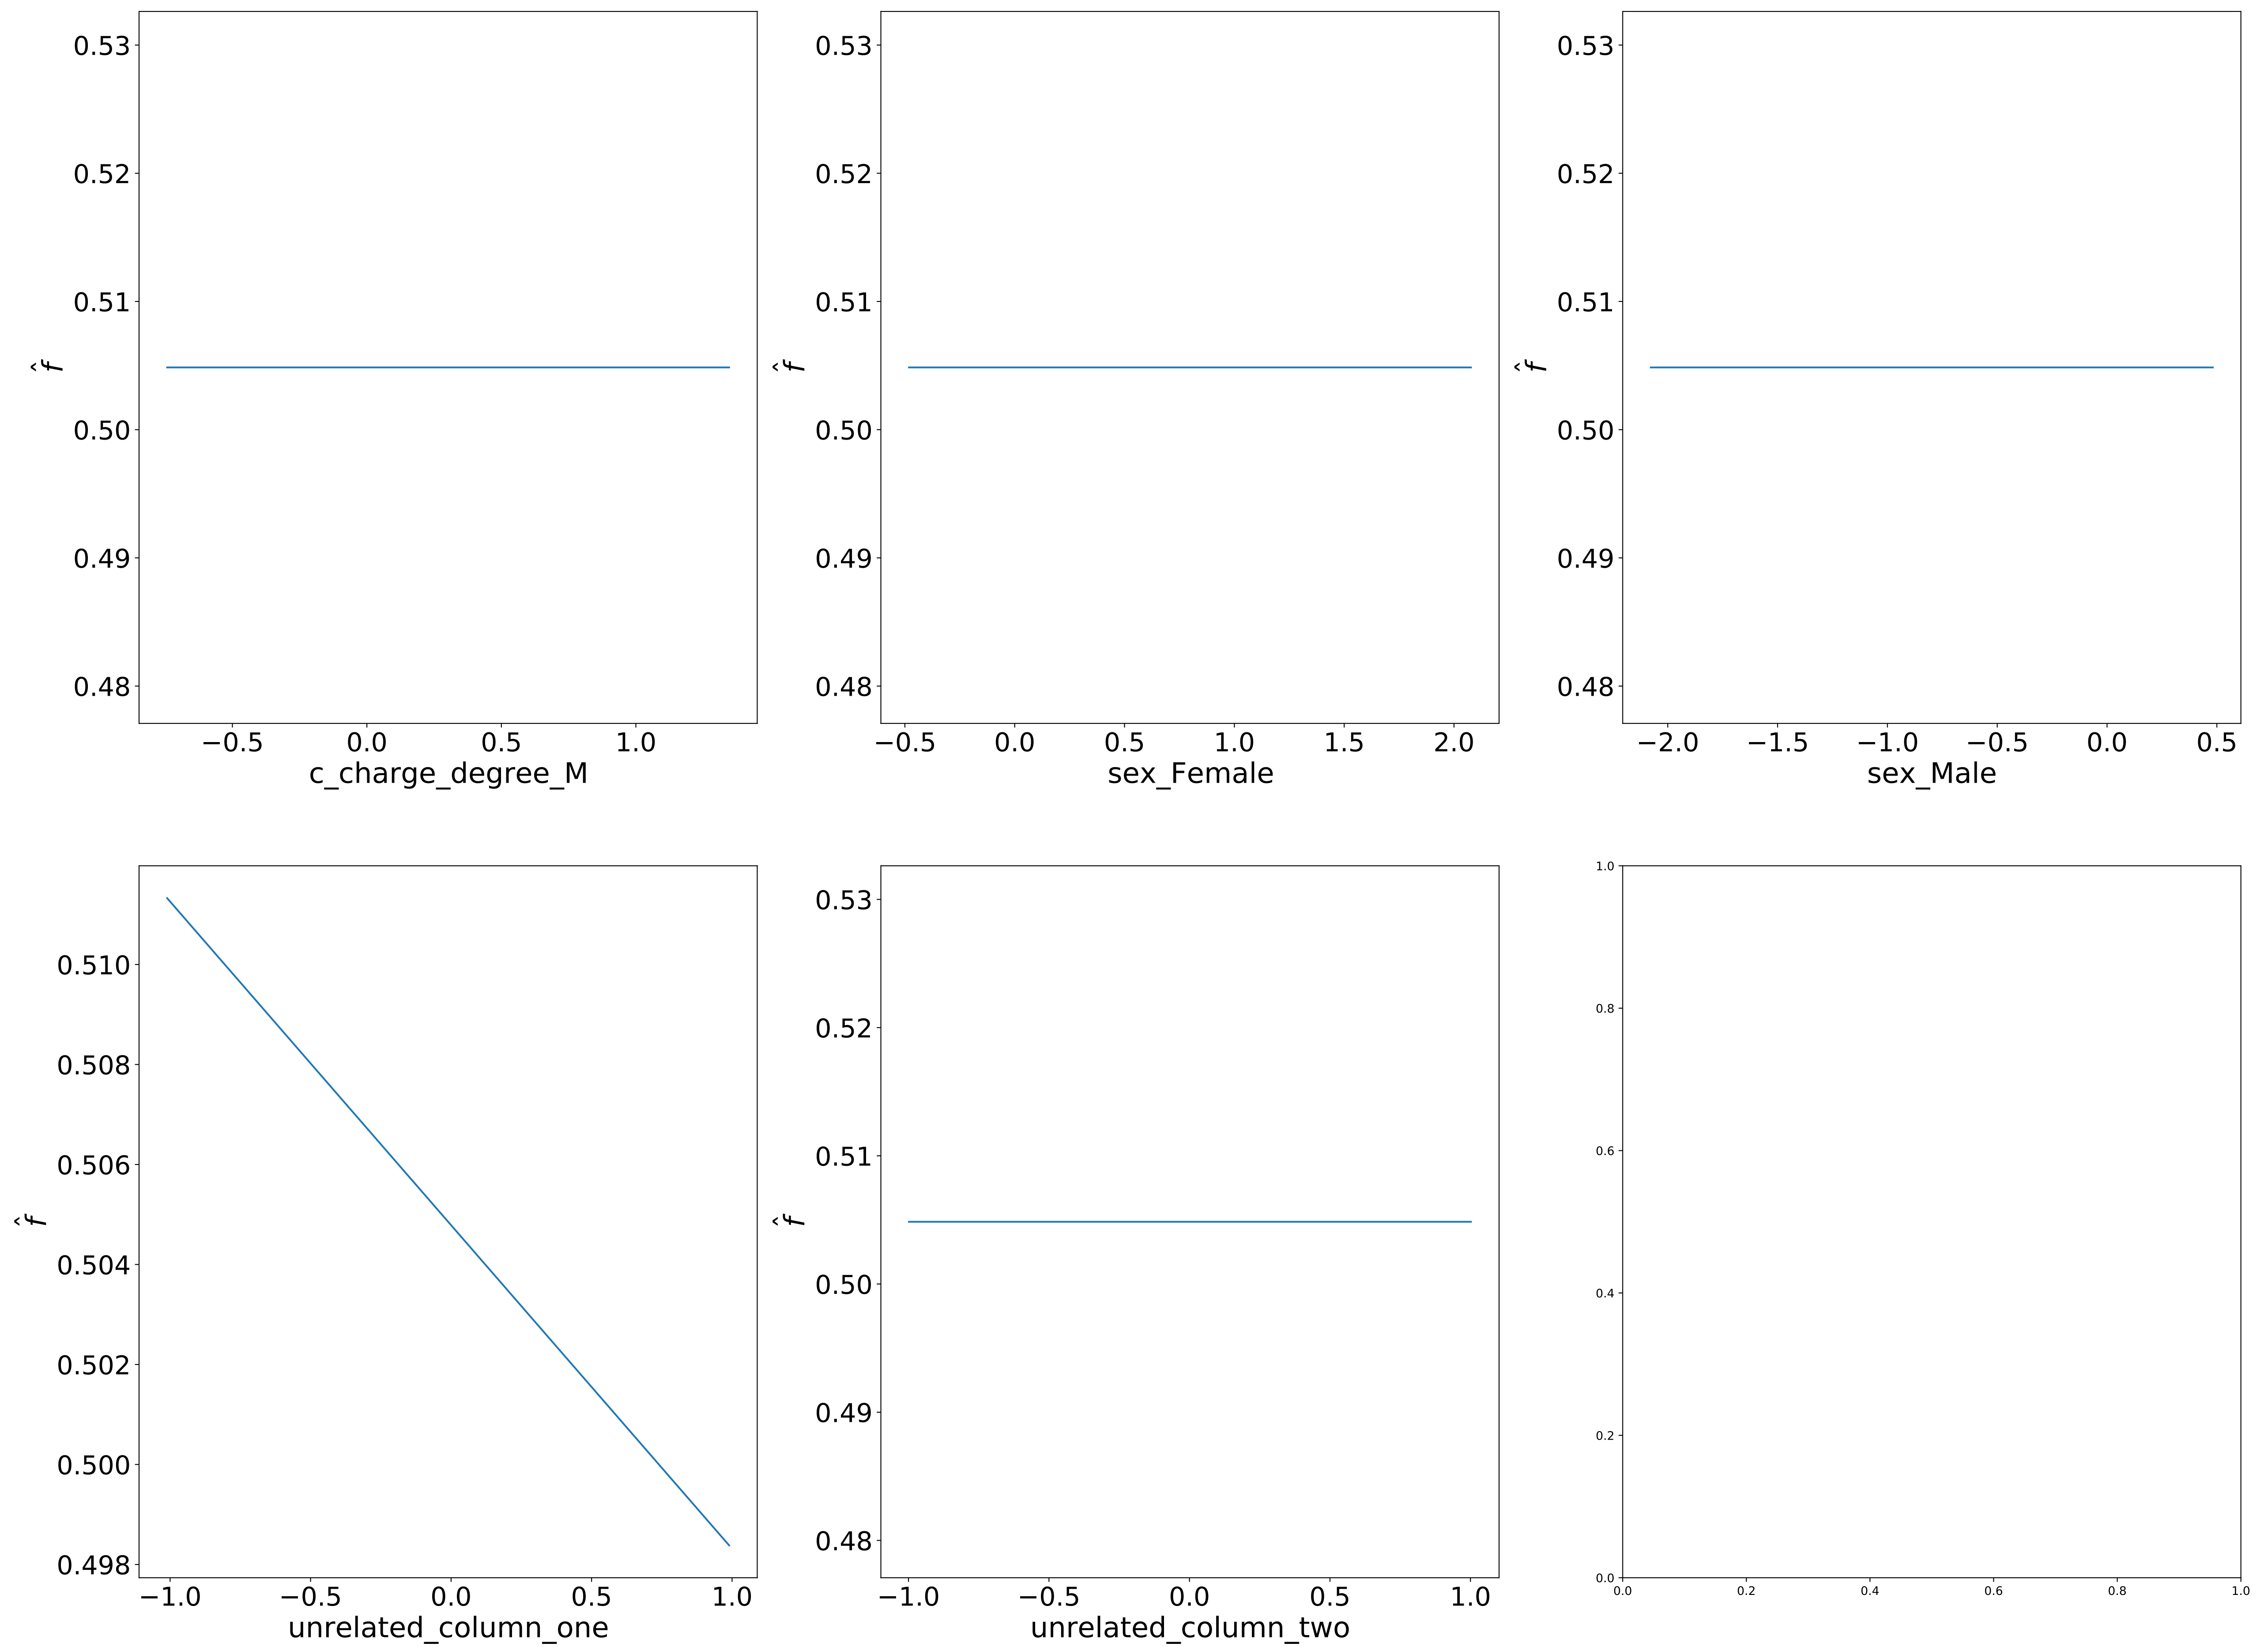 0.53 0.53 0.53
0.52 0.52 0.52
0.51 0.51 0.51
f̂ f̂ f̂
0.50 0.50 0.50
0.49 0.49 0.49
0.48 0.48 0.48
−0.5 0.0 0.5 1.0 −0.5 0.0 0.5 1.0 1.5 2.0 −2.0 −1.5 −1.0 −0.5 0.0 0.5
c_charge_degree_M sex_Female sex_Male
0.510
0.508
0.506
f̂
0.504
0.502
0.500
0.498
−1.0 −0.5 0.0 0.5 1.0
unrelated_column_one
0.53
0.52
0.51
f̂
0.50
0.49
0.48
−1.0 −0.5 0.0 0.5 1.0
unrelated_column_two
1.0
0.8
0.6
0.4
0.2
0.0
0.0 0.2 0.4 0.6 0.8 1.0